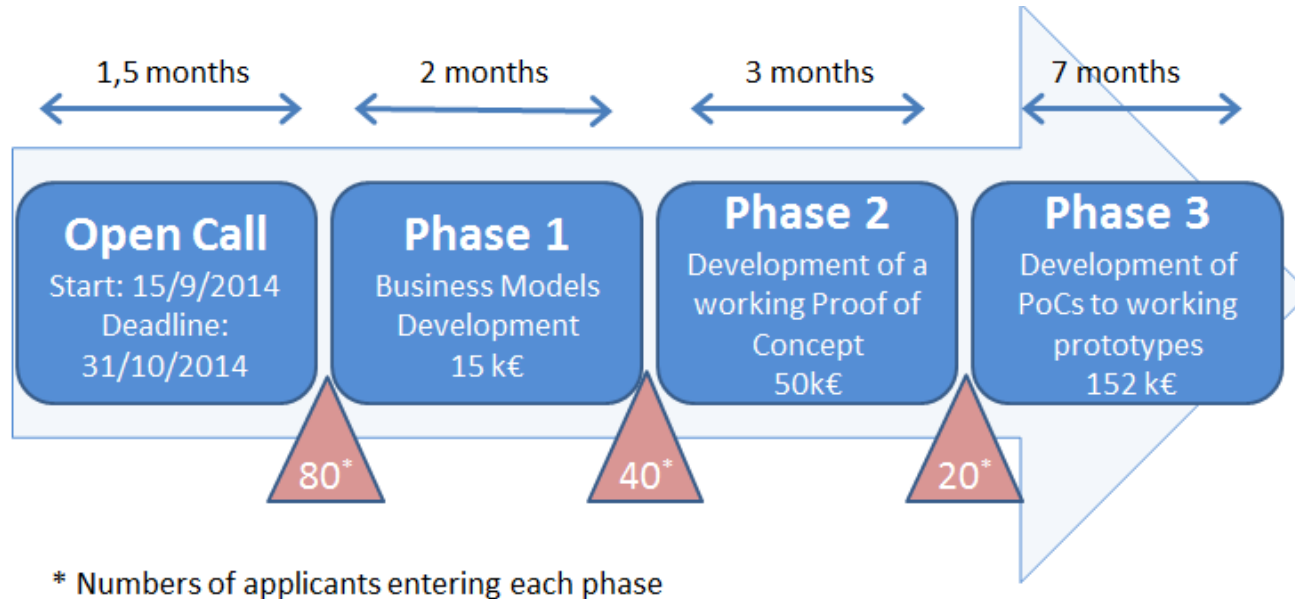 1,5 months
2 months
3 months
7 months
Open Call
Start: 15/9/2014
Deadline:
31/10/2014
Phase 1
Business Models
Development
15 k€
Phase 2
Development of a
working Proof of
Concept
50k€
Phase 3
Development of
PoCs to working
prototypes
152 k€
80*
40*
20*
* Numbers of applicants entering each phase